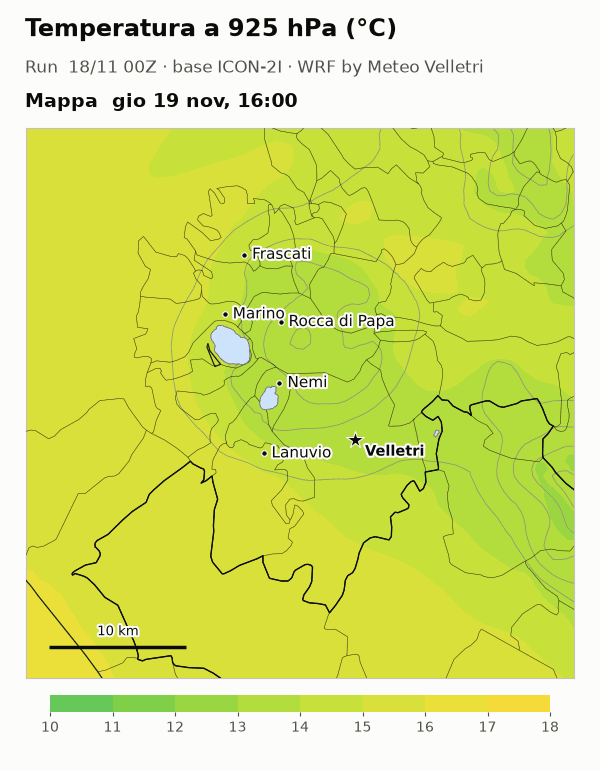 Temperatura a 925 hPa (°C)
Run  18/11 00Z · base ICON-2I · WRF by Meteo Velletri
Mappa  gio 19 nov, 16:00
Frascati
Marino
Rocca di Papa
Nemi
Velletri
Lanuvio
10 km
10 11 12 13 14 15 16 17 18